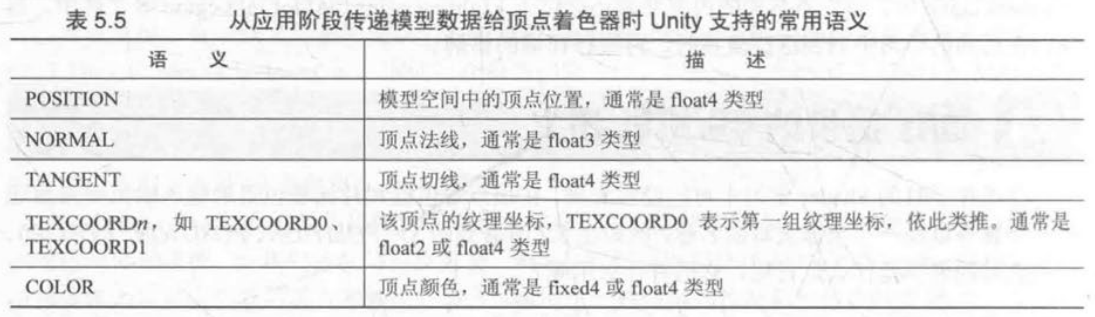 表 5.5 从应用阶段传递模型数据给顶点着色器时 Unity 支持的常用语义
语 义 描 述
POSITION 模型空间中的顶点位置，通常是 float4 类型
NORMAL 顶点法线，通常是 float3 类型
TANGENT 顶点切线，通常是 float4 类型
TEXCOORDn，如 TEXCOORD0、 该顶点的纹理坐标，TEXCOORD0 表示第一组纹理坐标，依此类推。通常是
TEXCOORD1 float2 或 float4 类型
COLOR 顶点颜色，通常是 fixed4 或 float4 类型